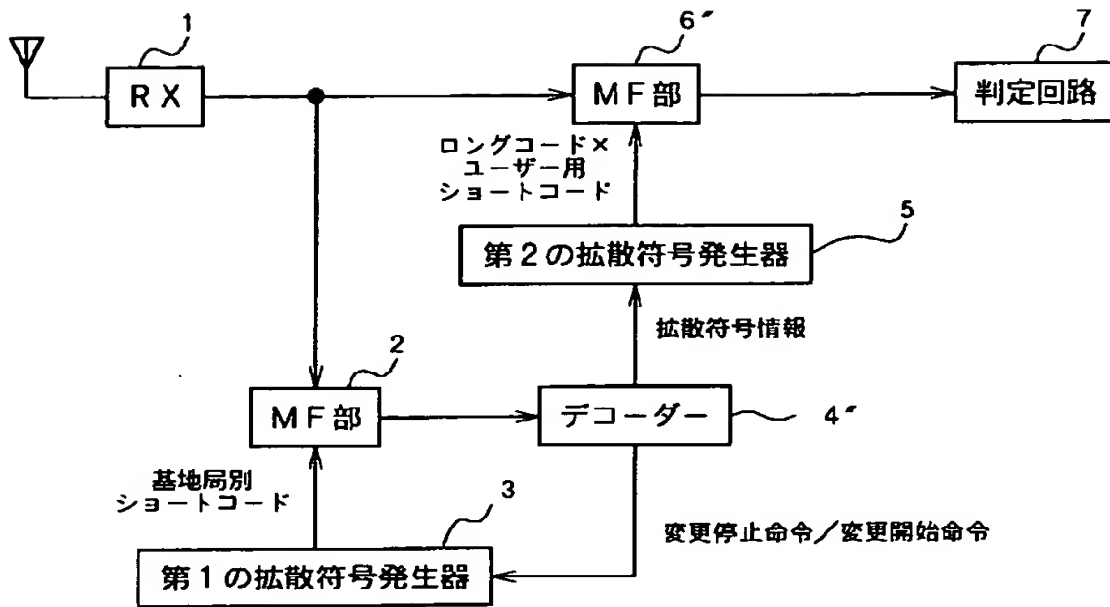 1
RX
6″
MF部
7
判定回路
ロングコード×
ユーザー用
ショートコード
5
第2の拡散符号発生器
拡散符号情報
2
MF部
デコーダー
4″
基地局別
ショートコード
3
変更停止命令／変更開始命令
第1の拡散符号発生器